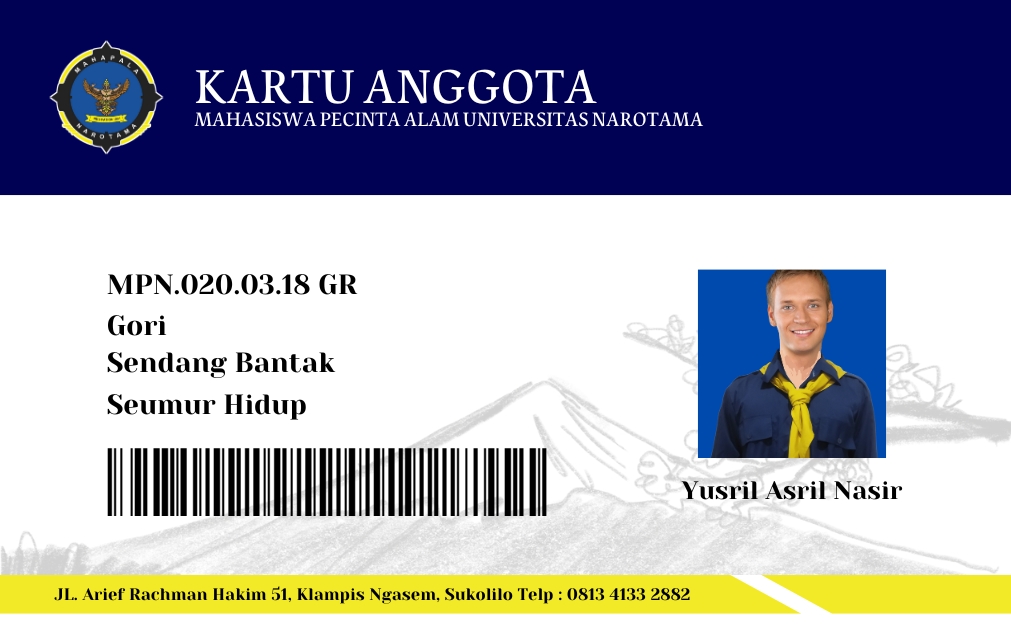 MAHAPALA
NAROTAMA
KARTU ANGGOTA
MAHASISWA PECINTA ALAM UNIVERSITAS NAROTAMA
MPN.020.03.18 GR
Gori
Sendang Bantak
Seumur Hidup
Yusril Asril Nasir
JL. Arief Rachman Hakim 51, Klampis Ngasem, Sukolilo Telp : 0813 4133 2882